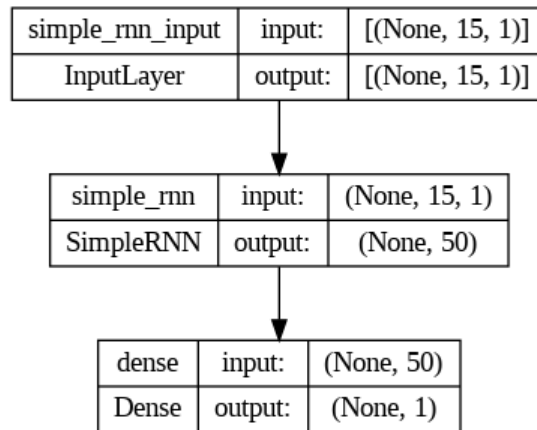 simple_rnn_input input: [(None, 15, 1)]
InputLayer output: [(None, 15, 1)]
simple_rnn input: (None, 15, 1)
SimpleRNN output: (None, 50)
dense input: (None, 50)
Dense output: (None, 1)